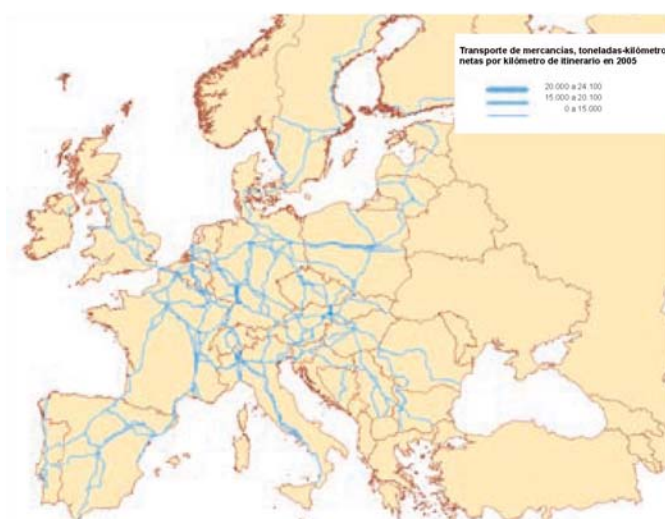 Transporte de mercancías, toneladas-kilómetro
netas por kilómetro de itinerario en 2005
20.000 a 24.100
15.000 a 20.100
0 a 15.000